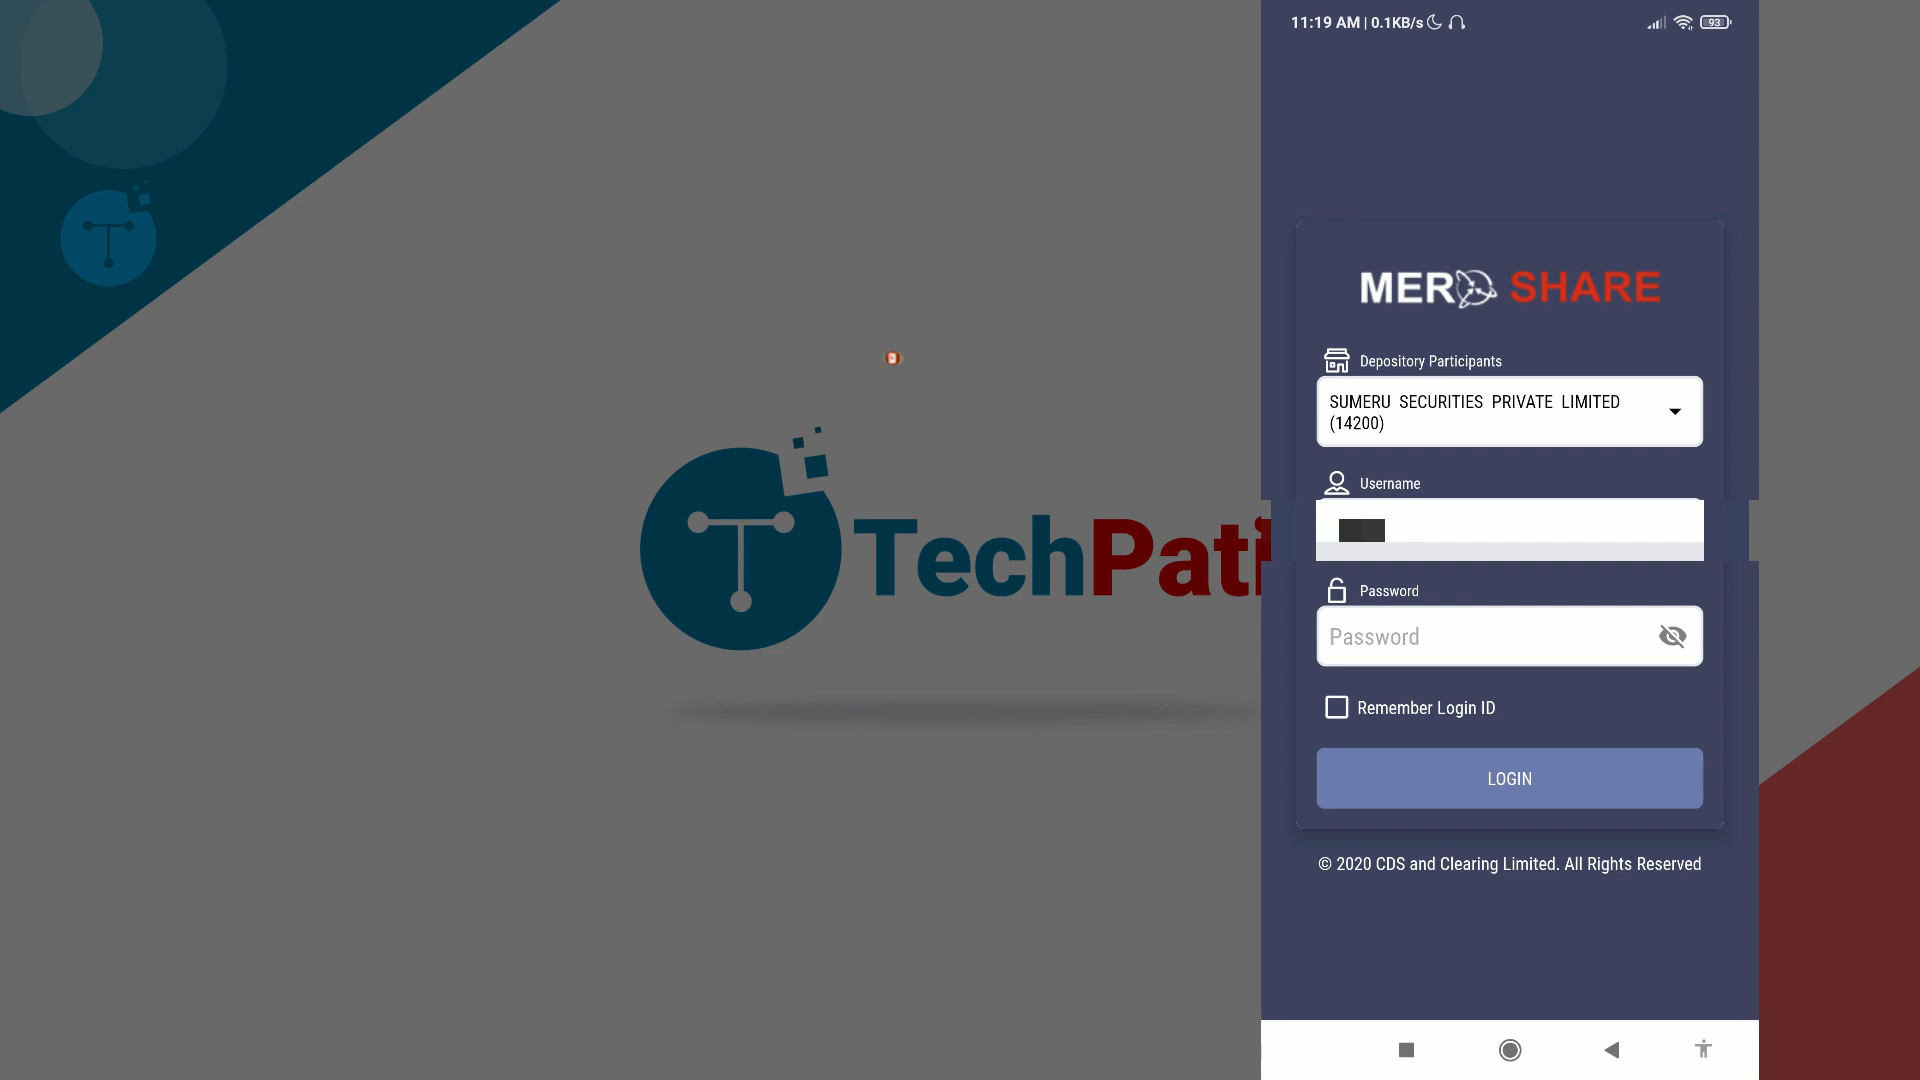 TechPati
11:19 AM | 0.1KB/s
93
MERO SHARE
Depository Participants
SUMERU SECURITIES PRIVATE LIMITED
(14200)
Username
Password
Password
Remember Login ID
LOGIN
© 2020 CDS and Clearing Limited. All Rights Reserved